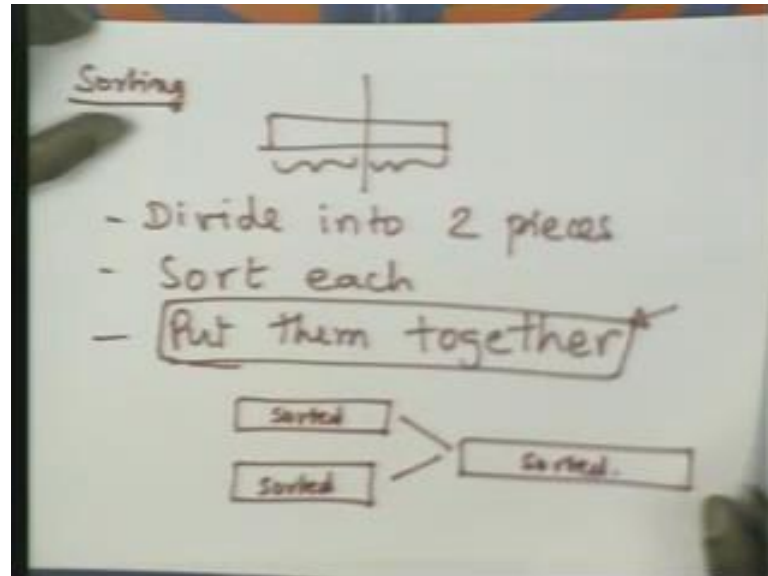 Sorting
- Divide into 2 pieces
- Sort each
- Put them together
Sorted
Sorted.
Sorted